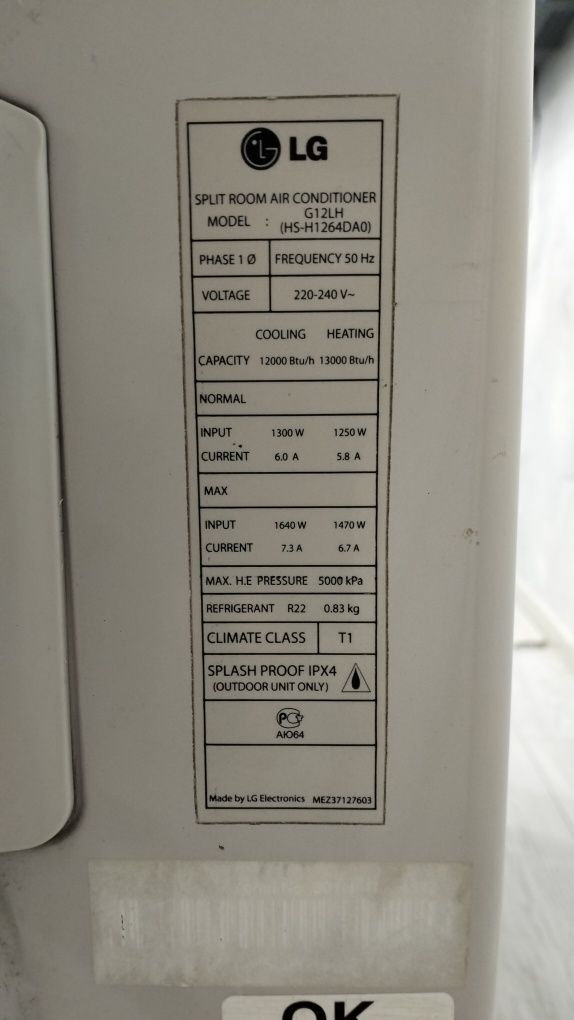 LG
SPLIT ROOM AIR CONDITIONER
MODEL : G12LH
(HS-H1264DA0)
PHASE 1 Ø FREQUENCY 50 Hz
VOLTAGE 220-240 V~
COOLING HEATING
CAPACITY 12000 Btu/h 13000 Btu/h
NORMAL
INPUT 1300 W 1250 W
CURRENT 6.0 A 5.8 A
MAX
INPUT 1640 W 1470 W
CURRENT 7.3 A 6.7 A
MAX. H.E PRESSURE 5000 kPa
REFRIGERANT R22 0.83 kg
CLIMATE CLASS T1
SPLASH PROOF IPX4
(OUTDOOR UNIT ONLY)
АЮ64
Made by LG Electronics MEZ37127603
OK